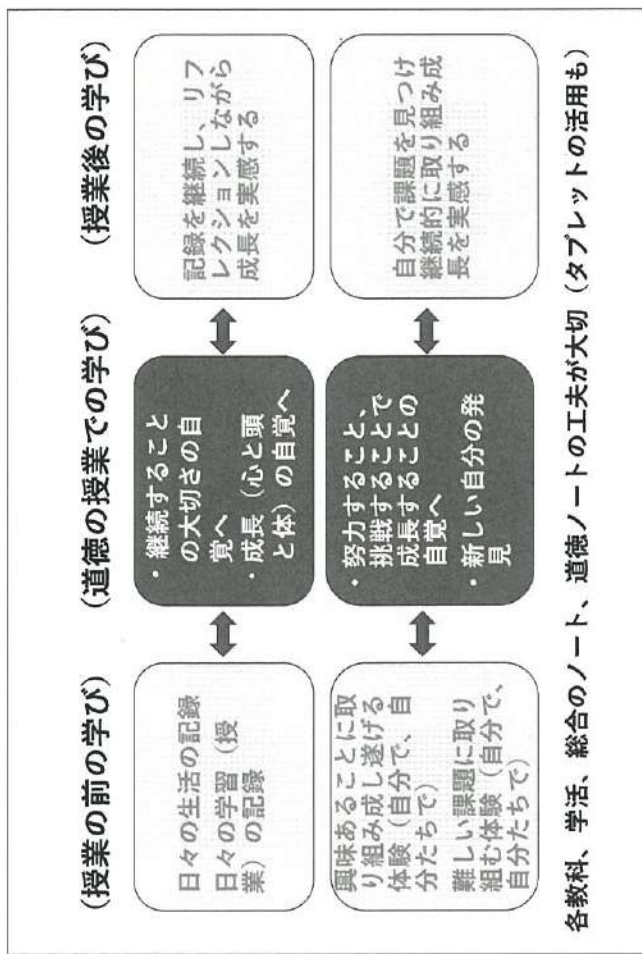 (授業の前の学び)
(道徳の授業での学び)
(授業後の学び)
日々の生活の記録
日々の学習（授
業）の記録
・継続すること
の大切さの自
覚へ
・成長（心と頭
と体）の自覚へ
記録を継続し、リフ
レクションしながら
成長を実感する
興味あることに取
り組み成し遂げる
体験（自分で、自
分たちで）
難しい課題に取り
組む体験（自分で、
自分たちで）
・努力すること、
挑戦することで
成長することの
自覚へ
・新しい自分の発
見
自分で課題を見つけ
継続的に取り組み成
長を実感する
各教科、学活、総合のノート、道徳ノートの工夫が大切（タブレットの活用も）